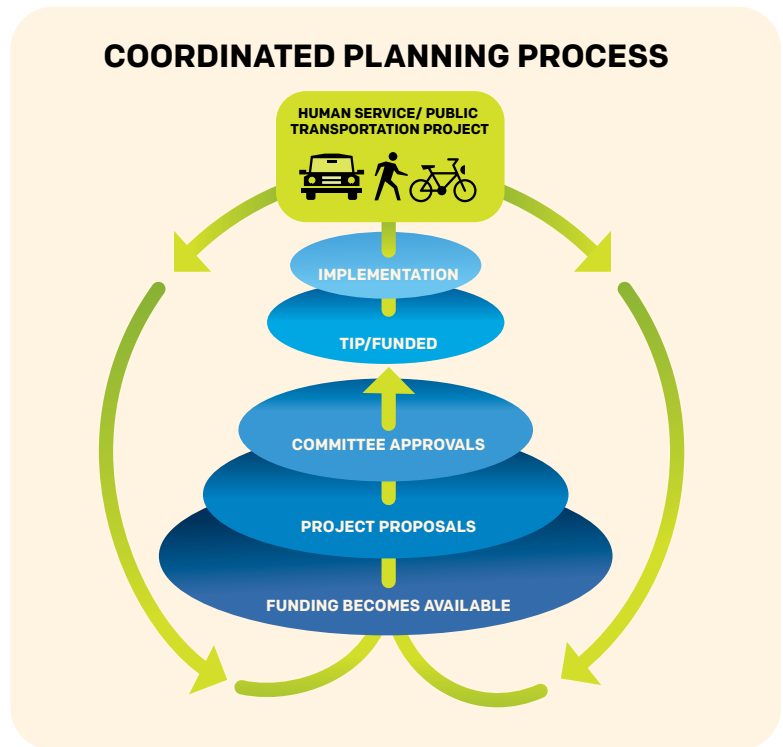 COORDINATED PLANNING PROCESS
HUMAN SERVICE/ PUBLIC
TRANSPORTATION PROJECT
IMPLEMENTATION
TIP/FUNDED
COMMITTEE APPROVALS
PROJECT PROPOSALS
FUNDING BECOMES AVAILABLE